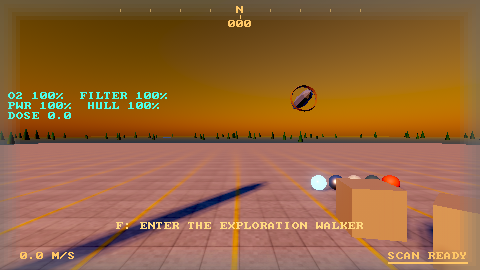 N
000
O2 100% FILTER 100%
PWR 100% HULL 100%
DOSE 0.0
F: ENTER THE EXPLORATION WALKER
0.0 M/S
SCAN READY